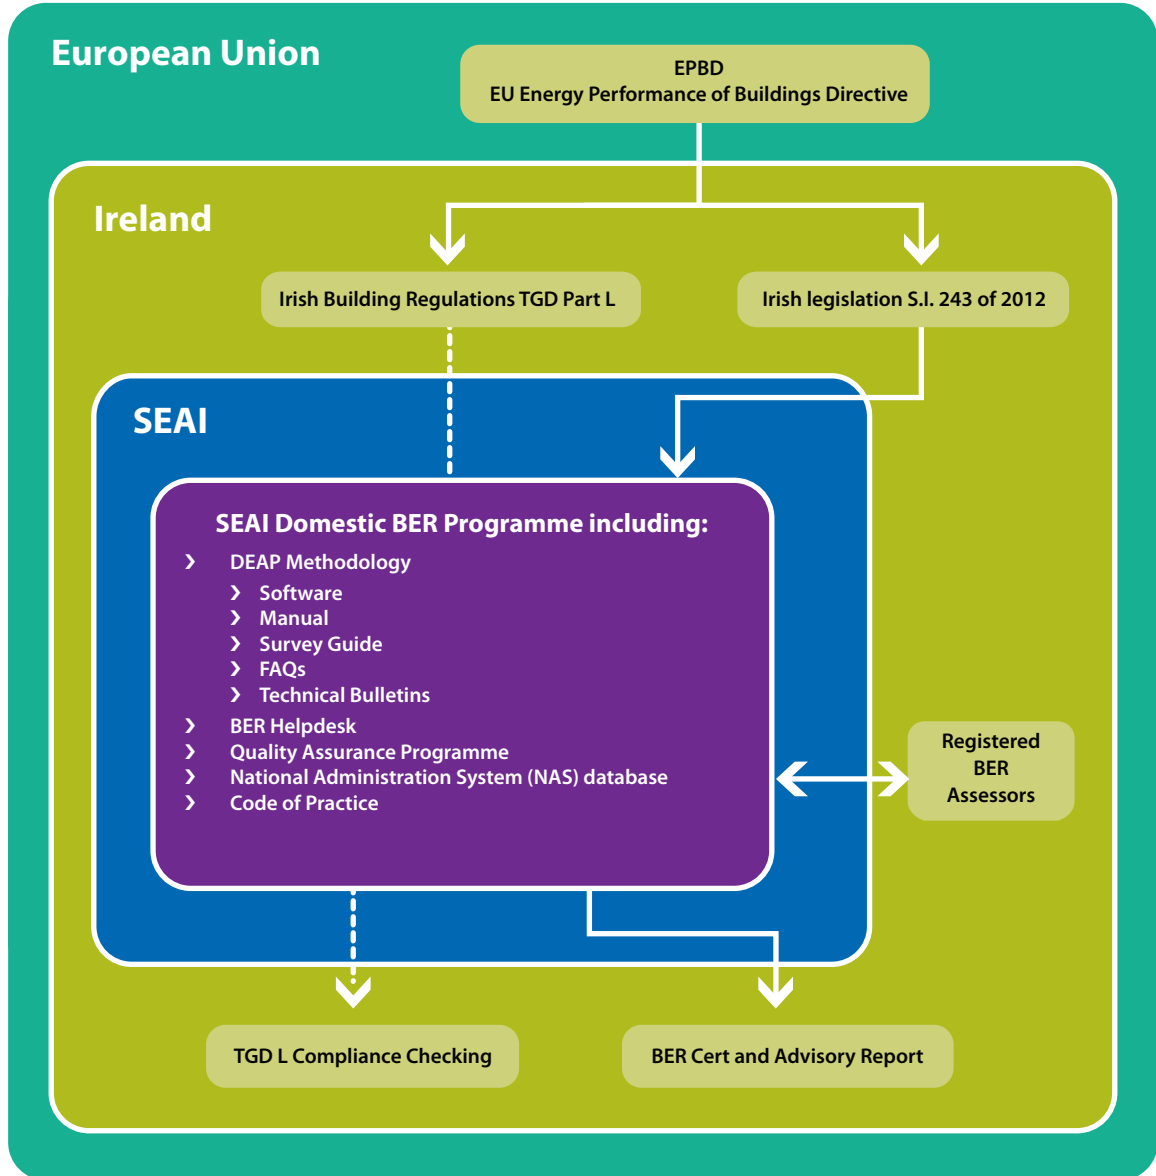 European Union
EPBD
EU Energy Performance of Buildings Directive
Ireland
Irish Building Regulations TGD Part L
Irish legislation S.I. 243 of 2012
SEAI
SEAI Domestic BER Programme including:
› DEAP Methodology
› Software
› Manual
› Survey Guide
› FAQs
› Technical Bulletins
› BER Helpdesk
› Quality Assurance Programme
› National Administration System (NAS) database
› Code of Practice
Registered
BER
Assessors
TGD L Compliance Checking
BER Cert and Advisory Report